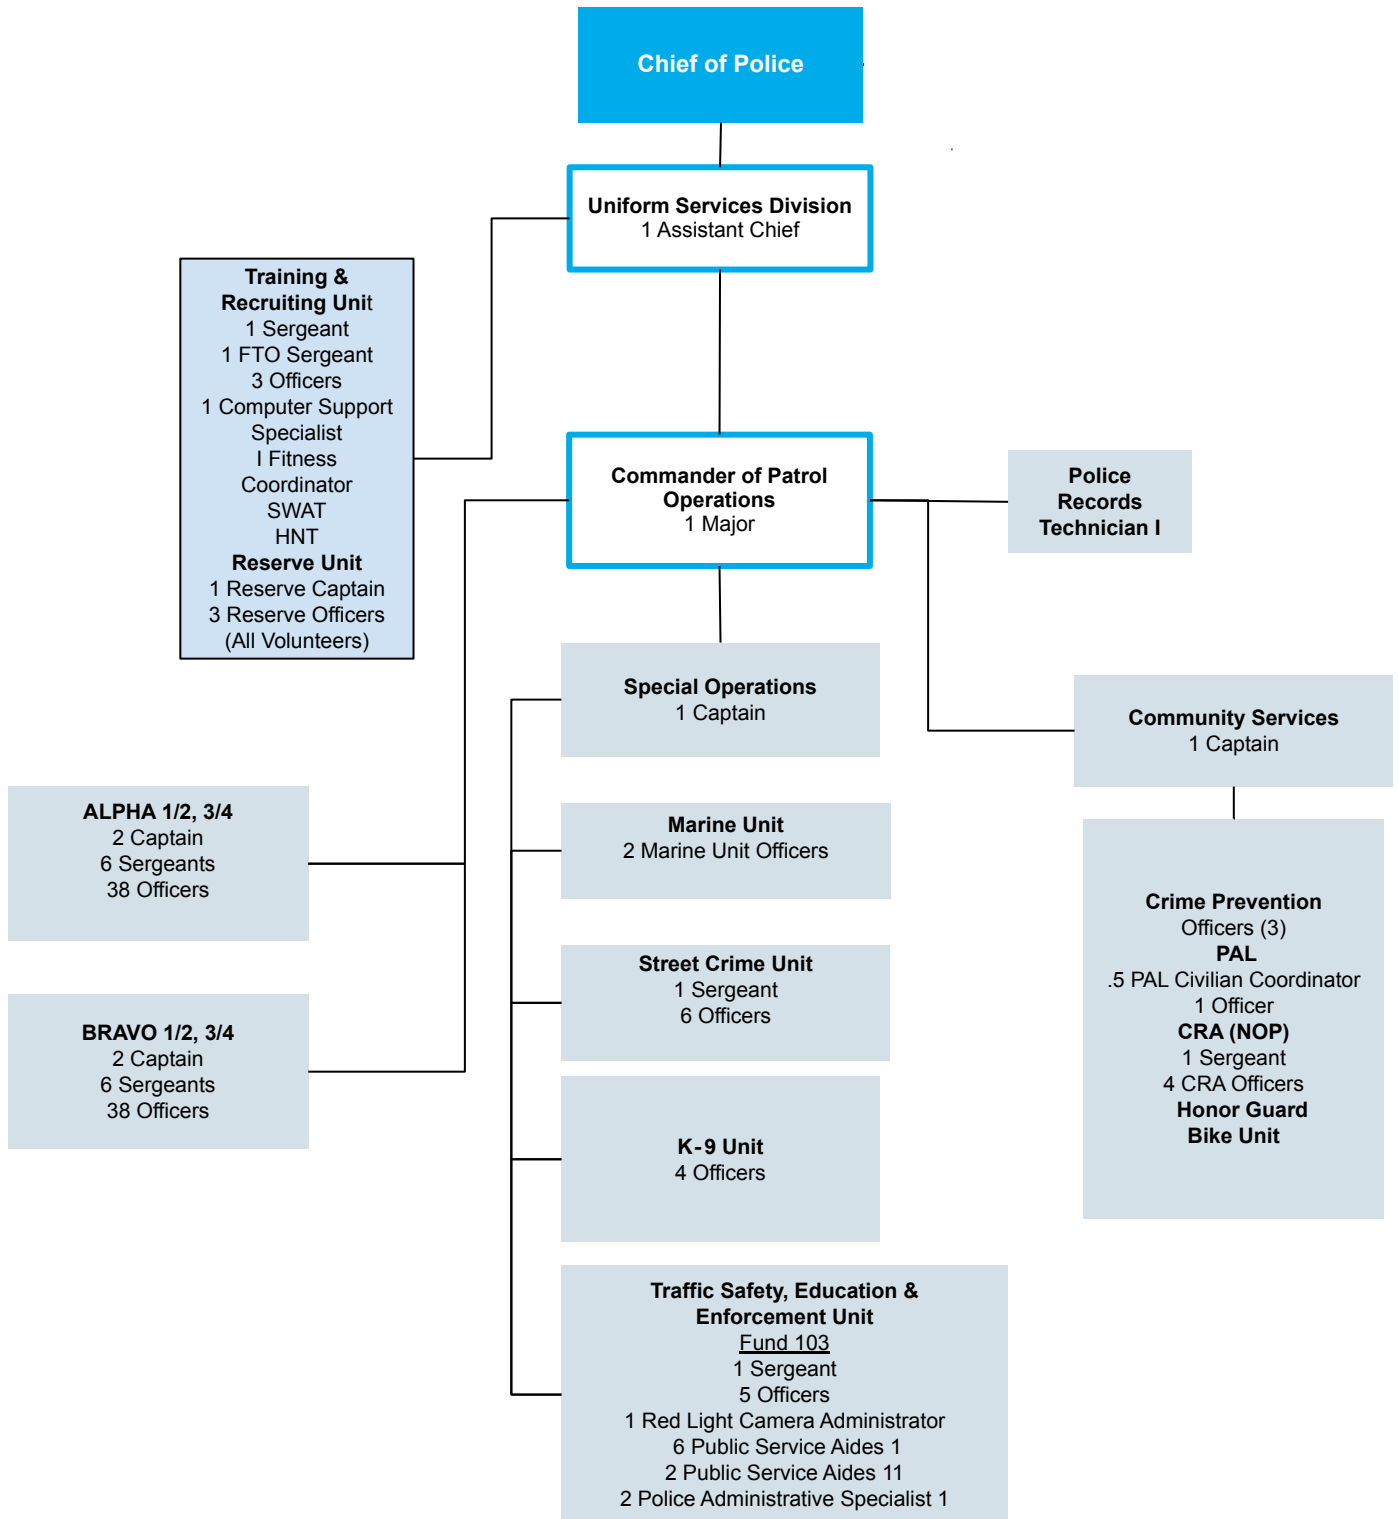 Chief of Police
Uniform Services Division
1 Assistant Chief
Training &
Recruiting Unit
1 Sergeant
1 FTO Sergeant
3 Officers
1 Computer Support
Specialist
I Fitness
Coordinator
SWAT
HNT
Reserve Unit
1 Reserve Captain
3 Reserve Officers
(All Volunteers)
Commander of Patrol
Operations
1 Major
Police
Records
Technician I
Special Operations
1 Captain
Community Services
1 Captain
ALPHA 1/2, 3/4
2 Captain
6 Sergeants
38 Officers
Marine Unit
2 Marine Unit Officers
Crime Prevention
Officers (3)
PAL
.5 PAL Civilian Coordinator
1 Officer
CRA (NOP)
1 Sergeant
4 CRA Officers
Honor Guard
Bike Unit
Street Crime Unit
1 Sergeant
6 Officers
BRAVO 1/2, 3/4
2 Captain
6 Sergeants
38 Officers
K-9 Unit
4 Officers
Traffic Safety, Education &
Enforcement Unit
Fund 103
1 Sergeant
5 Officers
1 Red Light Camera Administrator
6 Public Service Aides 1
2 Public Service Aides 11
2 Police Administrative Specialist 1